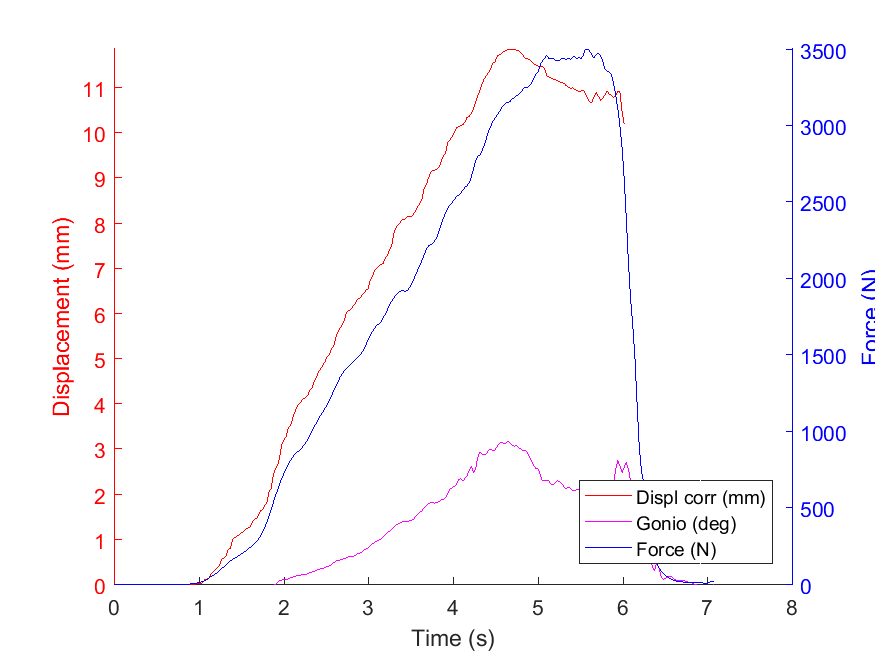 11
10
9
8
7
6
5
4
3
2
1
0
Displacement (mm)
3500
3000
2500
2000
1500
1000
500
0
Force (N)
Displ corr (mm)
Gonio (deg)
Force (N)
0 1 2 3 4 5 6 7 8
Time (s)